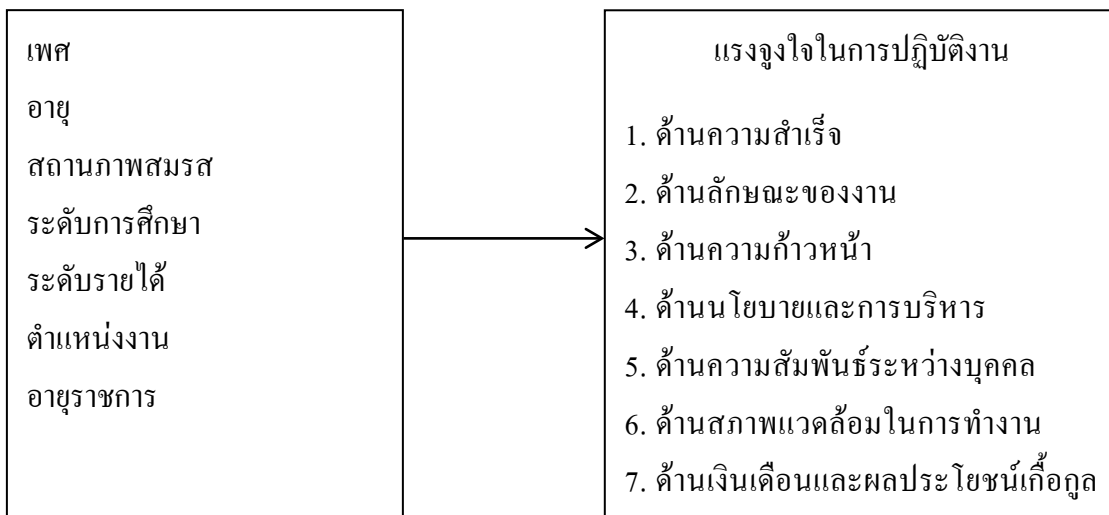 เพศ
อายุ
สถานภาพสมรส
ระดับการศึกษา
ระดับรายได้
ตำแหน่งงาน
อายุราชการ
แรงจูงใจในการปฏิบัติงาน
1. ด้านความสำเร็จ
2. ด้านลักษณะของงาน
3. ด้านความก้าวหน้า
4. ด้านนโยบายและการบริหาร
5. ด้านความสัมพันธ์ระหว่างบุคคล
6. ด้านสภาพแวดล้อมในการทำงาน
7. ด้านเงินเดือนและผลประโยชน์เกื้อกูล